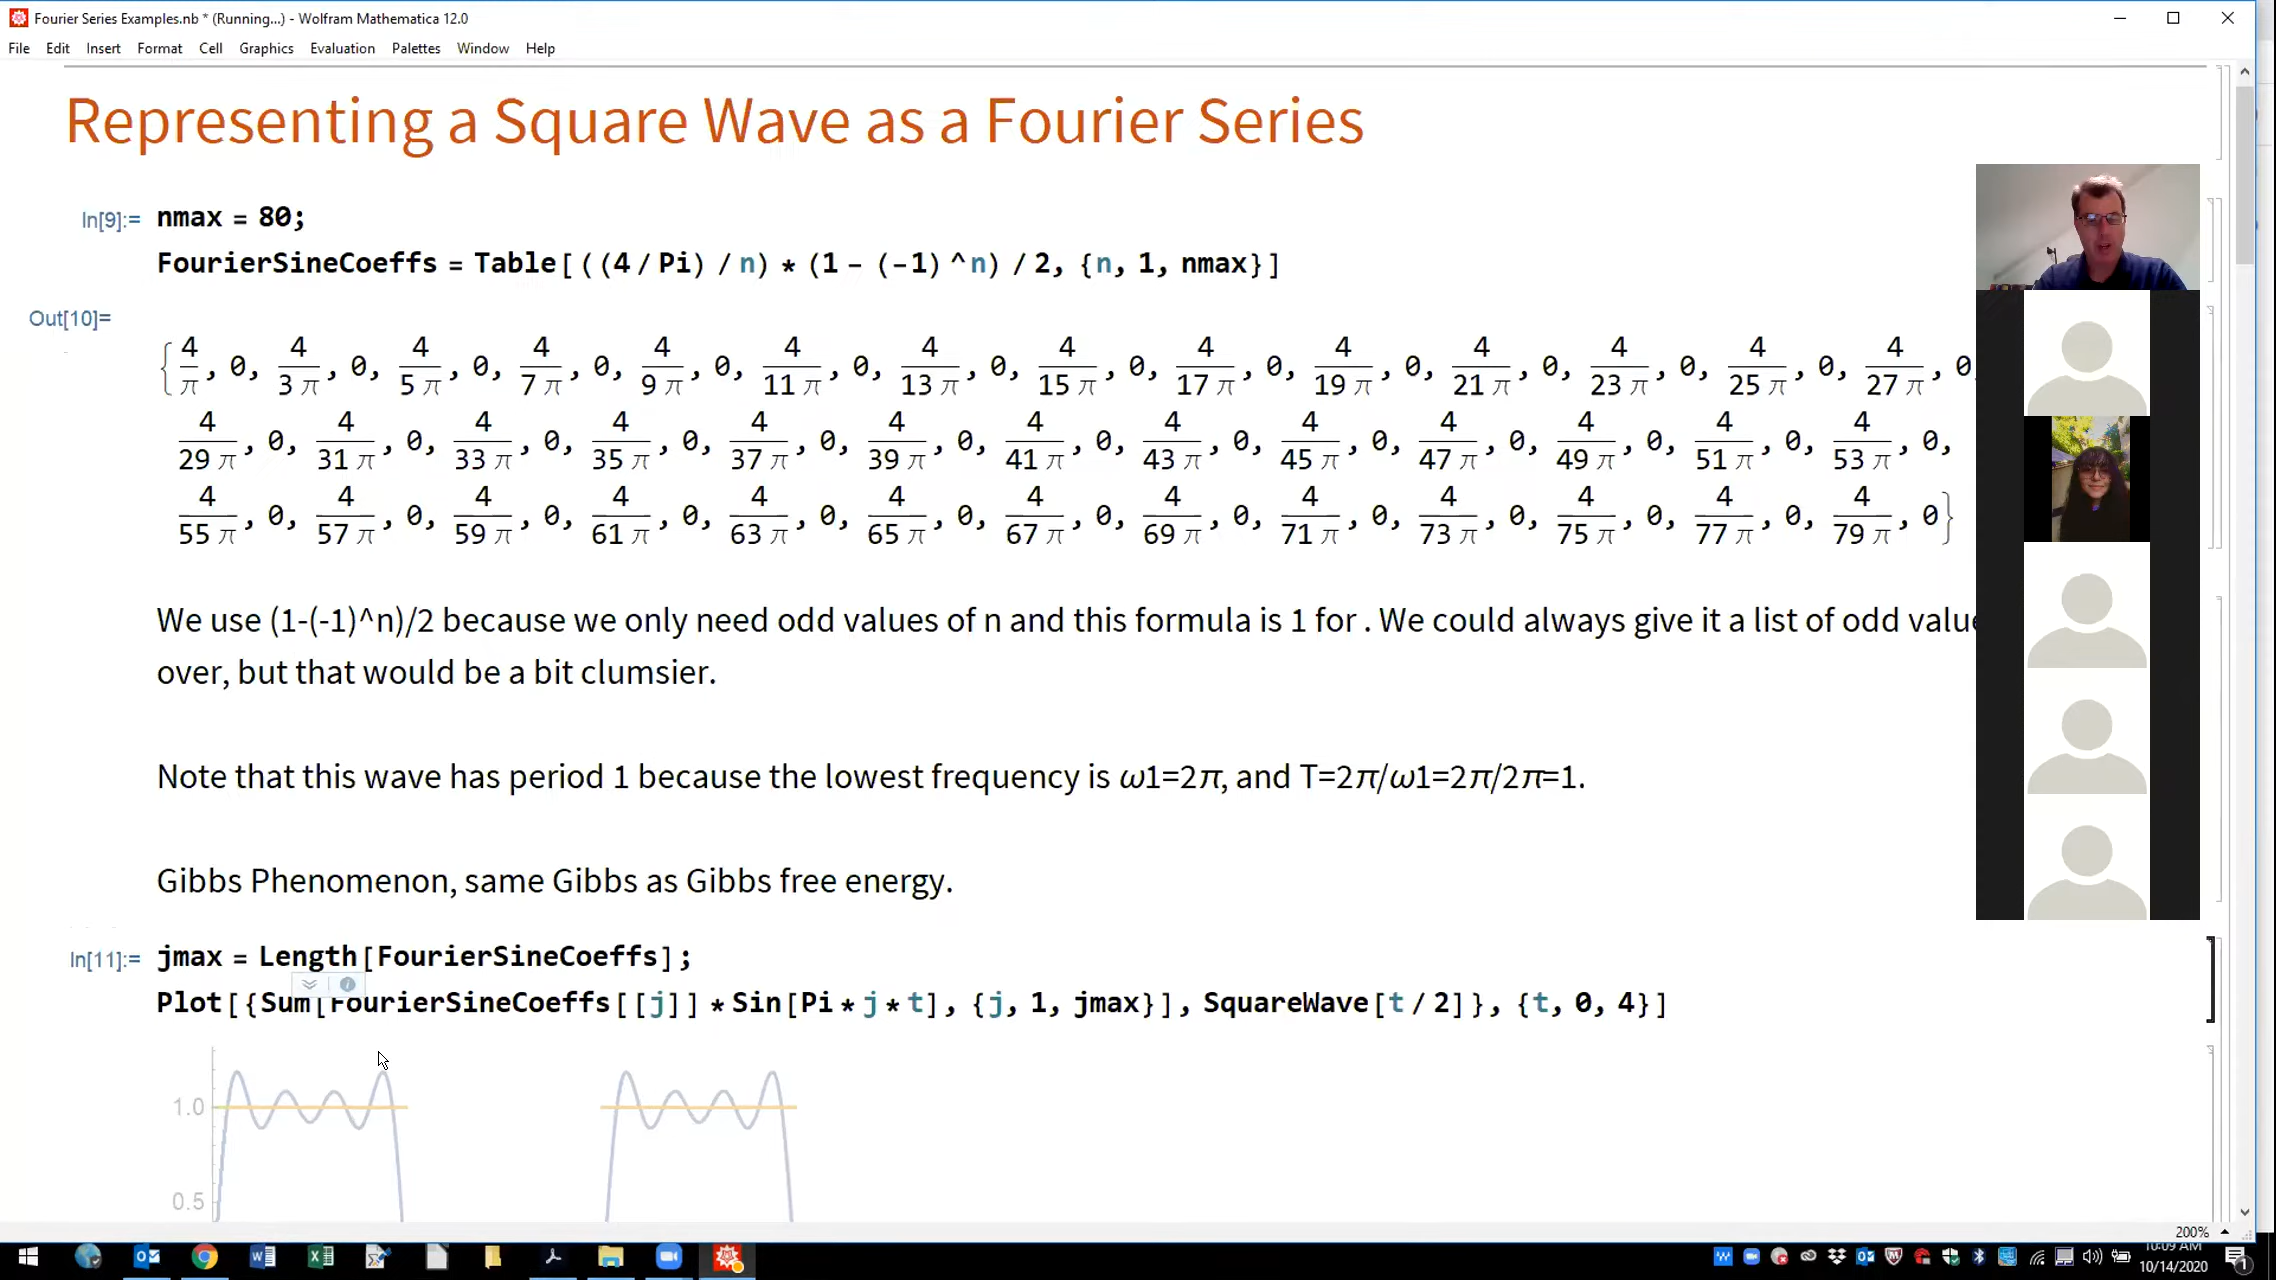 Fourier Series Examples.nb * (Running...) - Wolfram Mathematica 12.0
File Edit Insert Format Cell Graphics Evaluation Palettes Window Help
Representing a Square Wave as a Fourier Series
In[9]:= nmax = 80;
FourierSineCoeffs = Table[((4/Pi)/n)*(1-(-1)^n)/2, {n, 1, nmax}]
Out[10]=
{4/π, 0, 4/3π, 0, 4/5π, 0, 4/7π, 0, 4/9π, 0, 4/11π, 0, 4/13π, 0, 4/15π, 0, 4/17π, 0, 4/19π, 0, 4/21π, 0, 4/23π, 0, 4/25π, 0, 4/27π, 0
4/29π, 0, 4/31π, 0, 4/33π, 0, 4/35π, 0, 4/37π, 0, 4/39π, 0, 4/41π, 0, 4/43π, 0, 4/45π, 0, 4/47π, 0, 4/49π, 0, 4/51π, 0, 4/53π, 0,
4/55π, 0, 4/57π, 0, 4/59π, 0, 4/61π, 0, 4/63π, 0, 4/65π, 0, 4/67π, 0, 4/69π, 0, 4/71π, 0, 4/73π, 0, 4/75π, 0, 4/77π, 0, 4/79π, 0}
We use (1-(-1)^n)/2 because we only need odd values of n and this formula is 1 for . We could always give it a list of odd
over, but that would be a bit clumsier.
Note that this wave has period 1 because the lowest frequency is ω1=2π, and T=2π/ω1=2π/2π=1.
Gibbs Phenomenon, same Gibbs as Gibbs free energy.
In[11]:= jmax = Length[FourierSineCoeffs];
Plot[{Sum[FourierSineCoeffs[[j]]*Sin[Pi*j*t], {j, 1, jmax}], SquareWave[t/2]}, {t, 0, 4}]
1.0
0.5
200%
10:09 AM
10/14/2020
1